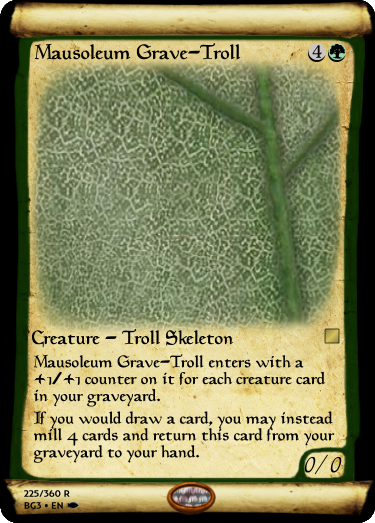 Mausoleum Grave-Troll 4
Creature – Troll Skeleton
Mausoleum Grave-Troll enters with a
+1/+1 counter on it for each creature card
in your graveyard.
If you would draw a card, you may instead
mill 4 cards and return this card from your
graveyard to your hand.
0/0
225/360 R
BG3 • EN